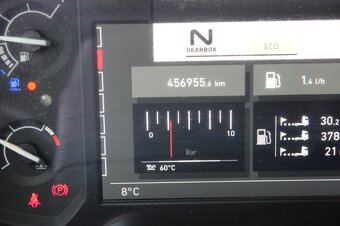 N
GEARBOX
ECO
456955.6 km
1.4 l/h
0 10
Bar
60°C
30.2
378
21
8°C
P